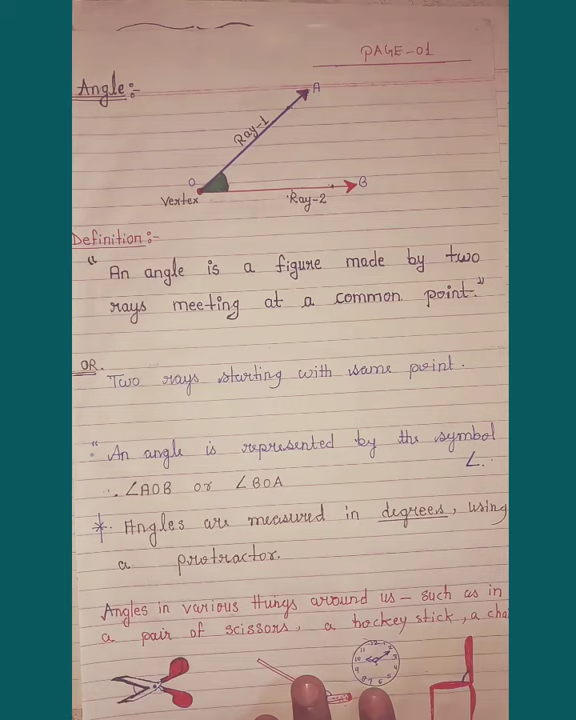 PAGE-01
Angle:-
A
Ray-1
O
B
Vertex
Ray-2
Definition:-
" An angle is a figure made by two
rays meeting at a common point."
OR.
Two rays starting with same point.
An angle is represented by the symbol
∠.
∴ ∠AOB or ∠BOA
* Angles are measured in degrees, using
a protractor.
Angles in various things around us – such as in
a pair of scissors, a hockey stick, a